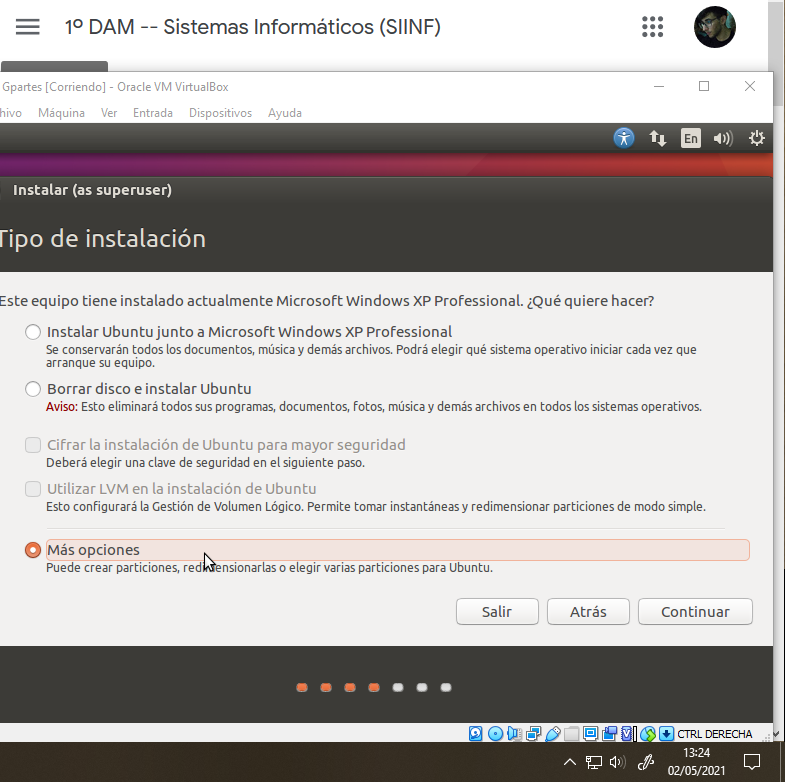 1º DAM -- Sistemas Informáticos (SIINF)
Gpartes [Corriendo] - Oracle VM VirtualBox
hivo Máquina Ver Entrada Dispositivos Ayuda
En
Instalar (as superuser)
Tipo de instalación
Este equipo tiene instalado actualmente Microsoft Windows XP Professional. ¿Qué quiere hacer?
Instalar Ubuntu junto a Microsoft Windows XP Professional
Se conservarán todos los documentos, música y demás archivos. Podrá elegir qué sistema operativo iniciar cada vez que
arranque su equipo.
Borrar disco e instalar Ubuntu
Aviso: Esto eliminará todos sus programas, documentos, fotos, música y demás archivos en todos los sistemas operativos.
Cifrar la instalación de Ubuntu para mayor seguridad
Deberá elegir una clave de seguridad en el siguiente paso.
Utilizar LVM en la instalación de Ubuntu
Esto configurará la Gestión de Volumen Lógico. Permite tomar instantáneas y redimensionar particiones de modo simple.
Más opciones
Puede crear particiones, redimensionarlas o elegir varias particiones para Ubuntu.
Salir Atrás Continuar
CTRL DERECHA
13:24
02/05/2021